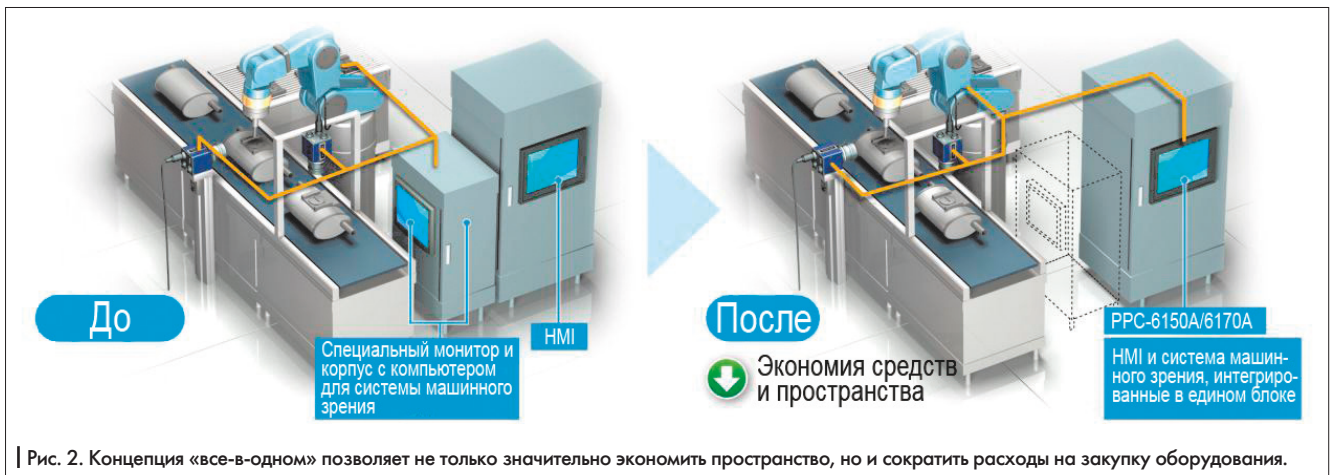 До
Специальный монитор и
корпус с компьютером
для системы машинного
зрения
HMI
После
Экономия средств
и пространства
PPC-6150A/6170A
HMI и система машин-
ного зрения, интегриро-
ванные в едином блоке
Рис. 2. Концепция «все-в-одном» позволяет не только значительно экономить пространство, но и сократить расходы на закупку оборудования.